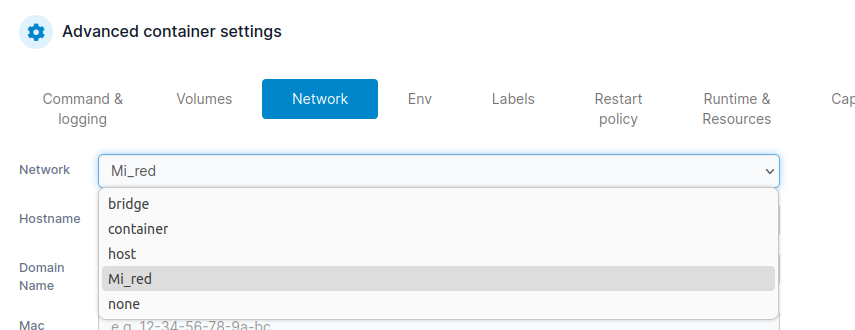 Advanced container settings
Command & Volumes Network Env Labels Restart Runtime & Cap
logging policy Resources
Network Mi_red
bridge
Hostname
container
host
Domain
Mi_red
Name
none
Mac e.g. 12-34-56-78-9a-bc